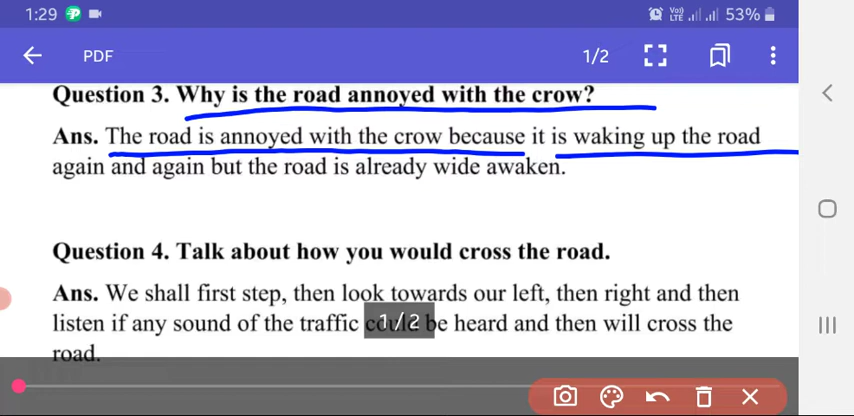 1:29 VoD LTE 53%
PDF 1/2
Question 3. Why is the road annoyed with the crow?
Ans. The road is annoyed with the crow because it is waking up the road
again and again but the road is already wide awaken.
Question 4. Talk about how you would cross the road.
Ans. We shall first step, then look towards our left, then right and then
listen if any sound of the traffic could be heard and then will cross the
1/2
road.